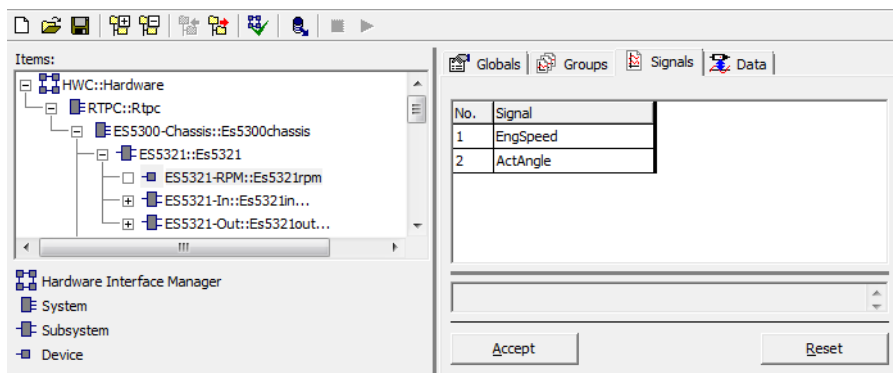 Items:
HWC::Hardware
RTPC::Rtpc
ES5300-Chassis::Es5300chassis
ES5321::Es5321
ES5321-RPM::Es5321rpm
ES5321-In::Es5321in...
ES5321-Out::Es5321out...
Hardware Interface Manager
System
Subsystem
Device
Globals Groups Signals Data
No. Signal
1 EngSpeed
2 ActAngle
Accept Reset